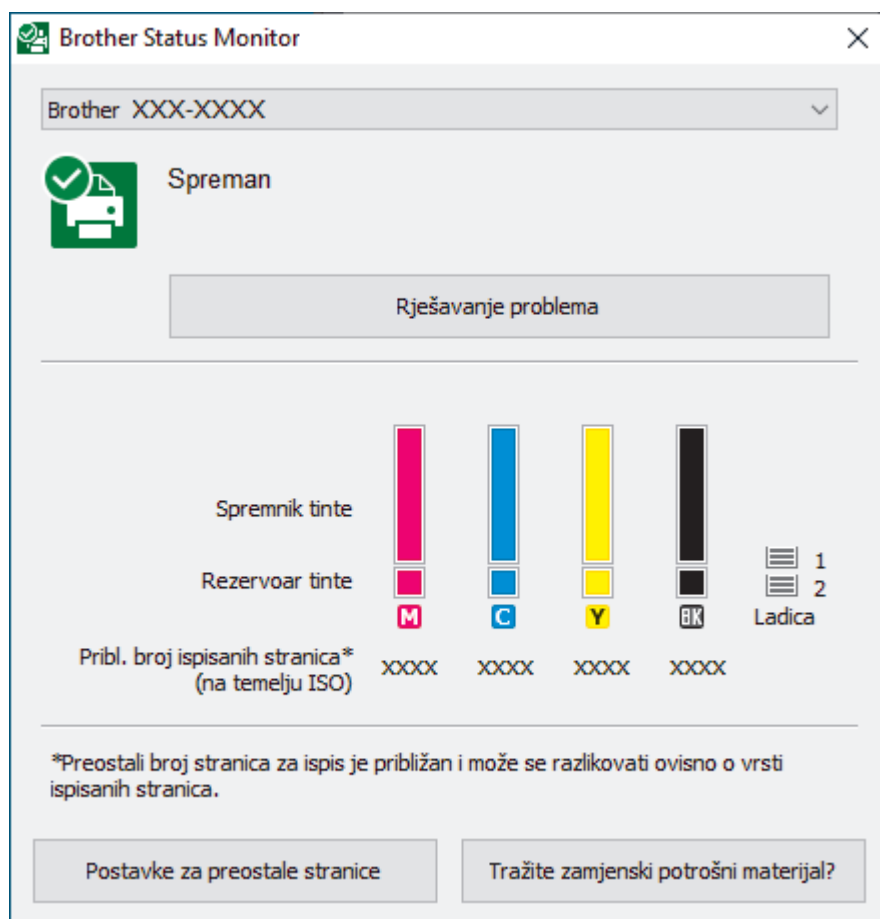 Brother Status Monitor
Brother XXX-XXXX
Spreman
Rješavanje problema
Spremnik tinte
Rezervoar tinte
1
2
M C Y BK Ladica
Pribl. broj ispisanih stranica* XXXX XXXX XXXX XXXX
(na temelju ISO)
*Preostali broj stranica za ispis je približan i može se razlikovati ovisno o vrsti
ispisanih stranica.
Postavke za preostale stranice Tražite zamjenski potrošni materijal?